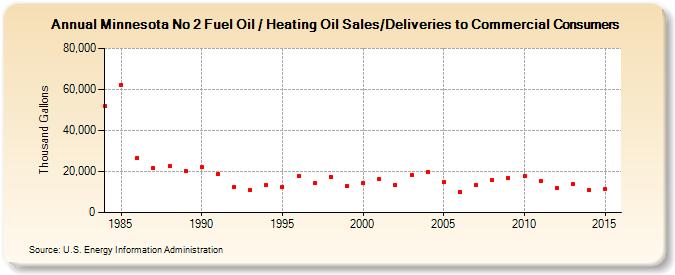 Annual Minnesota No 2 Fuel Oil / Heating Oil Sales/Deliveries to Commercial Consumers
Thousand Gallons
80,000
60,000
40,000
20,000
0
1985 1990 1995 2000 2005 2010 2015
Source: U.S. Energy Information Administration